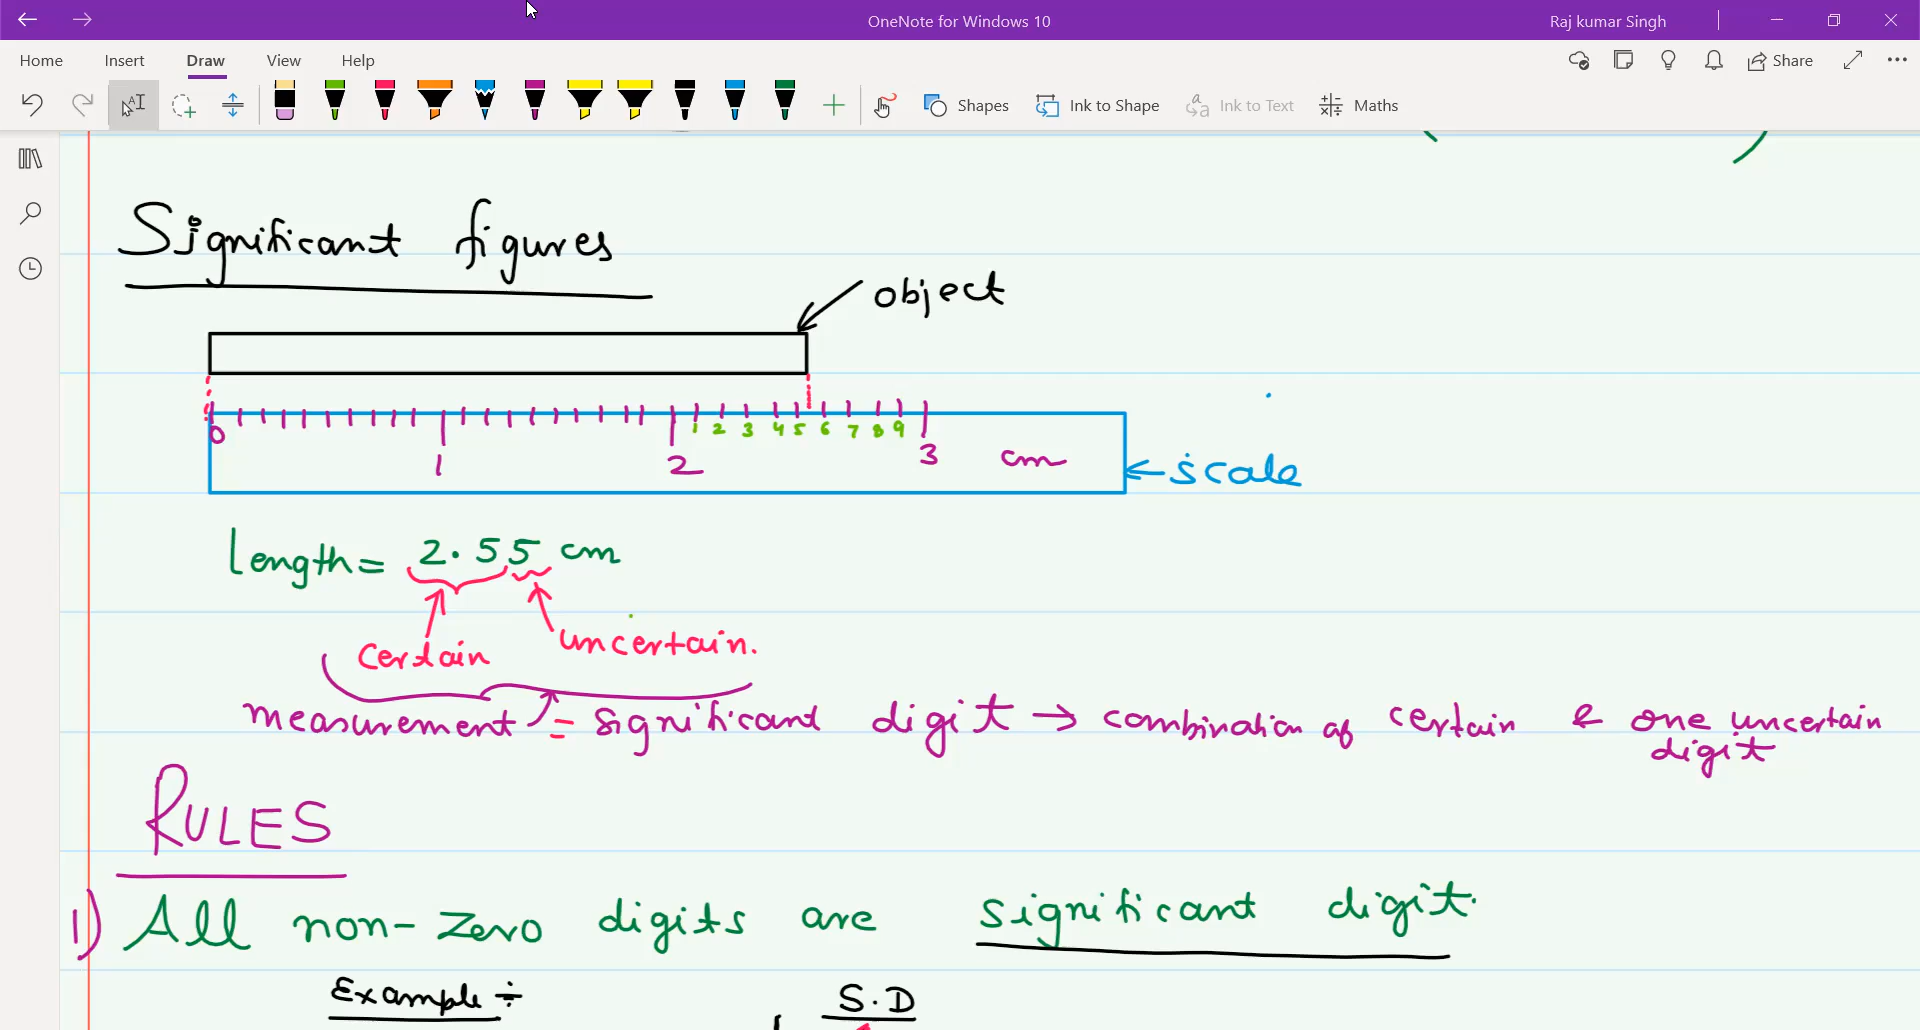 OneNote for Windows 10
Raj kumar Singh
Home Insert Draw View Help
Share
Shapes Ink to Shape Ink to Text Maths
Significant figures
object
0 1 2 3 4 5 6 7 8 9
1 2 3 cm
scale
length = 2.55 cm
certain uncertain.
measurement = significant digit → combination of certain & one uncertain
digit
RULES
1) All non-zero digits are significant digit.
Example ÷ S.D